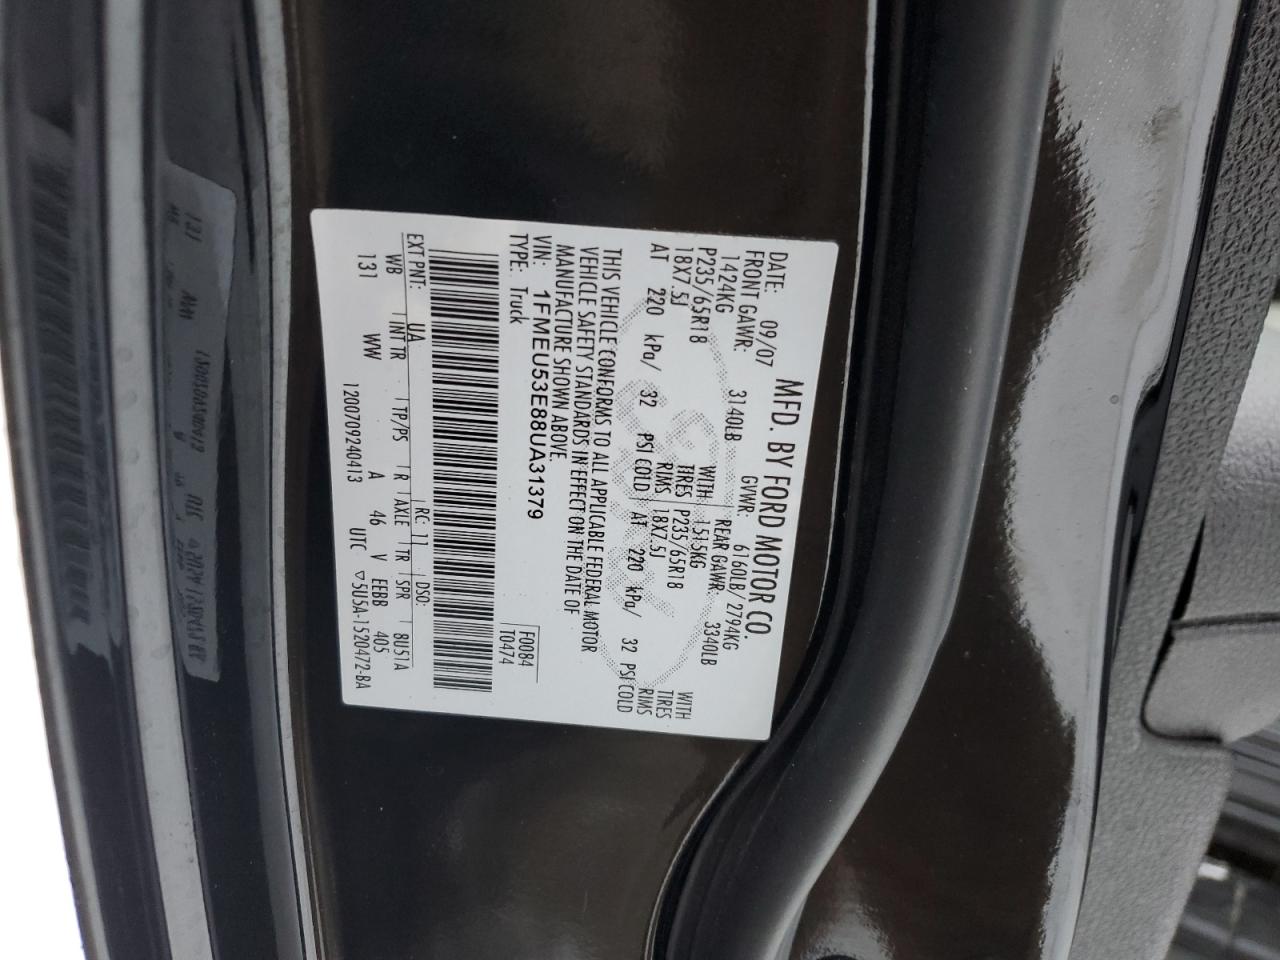 MFD. BY FORD MOTOR CO.
DATE: 09/07 GVWR: 6160LB/2794KG
FRONT GAWR: 3140LB REAR GAWR: 3340LB
1424KG WITH 1515KG WITH
P235/65R18 TIRES P235/65R18 TIRES
18X7.5J RIMS 18X7.5J RIMS
AT 220 kPa/ 32 PSI COLD AT 220 kPa/ 32 PSI COLD
THIS VEHICLE CONFORMS TO ALL APPLICABLE FEDERAL MOTOR
VEHICLE SAFETY STANDARDS IN EFFECT ON THE DATE OF
MANUFACTURE SHOWN ABOVE.
VIN: 1FMEU53E88UA31379
TYPE: Truck
F0084
T0474
EXT PNT: UA RC: 11 DSO:
WB INT TR TP/PS R AXLE TR SPR BU51A
131 WW A 46 V EEBB 405
1200709240413 UTC ▽5U5A-1520472-BA